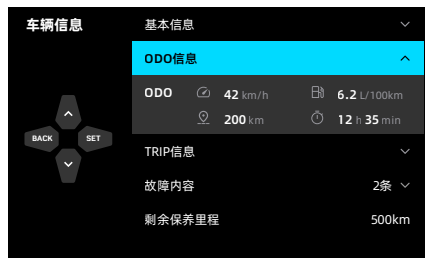 车辆信息
基本信息
ODO信息
ODO 42 km/h 6.2 L/100km
200 km 12 h 35 min
BACK SET
TRIP信息
故障内容 2条
剩余保养里程 500km